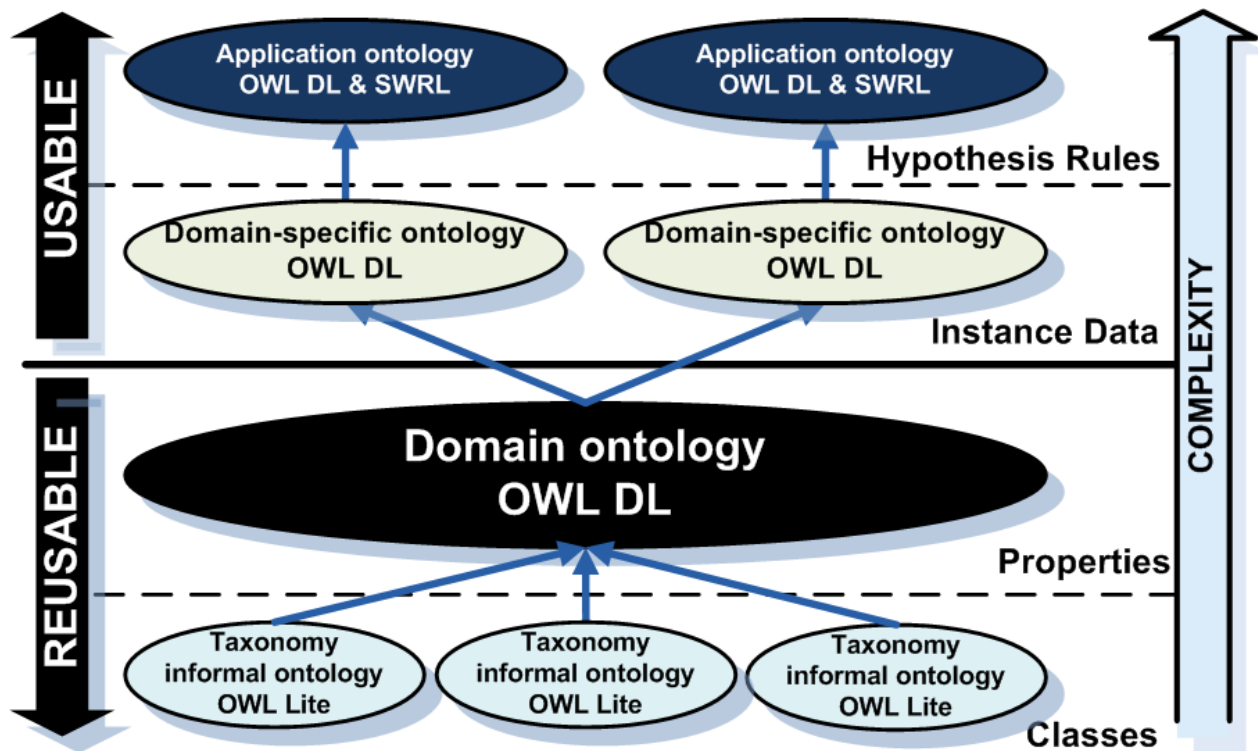 Application ontology
OWL DL & SWRL
Application ontology
OWL DL & SWRL
USABLE
Hypothesis Rules
Domain-specific ontology
OWL DL
Domain-specific ontology
OWL DL
Instance Data
COMPLEXITY
Domain ontology
OWL DL
REUSABLE
Properties
Taxonomy
informal ontology
OWL Lite
Taxonomy
informal ontology
OWL Lite
Taxonomy
informal ontology
OWL Lite
Classes